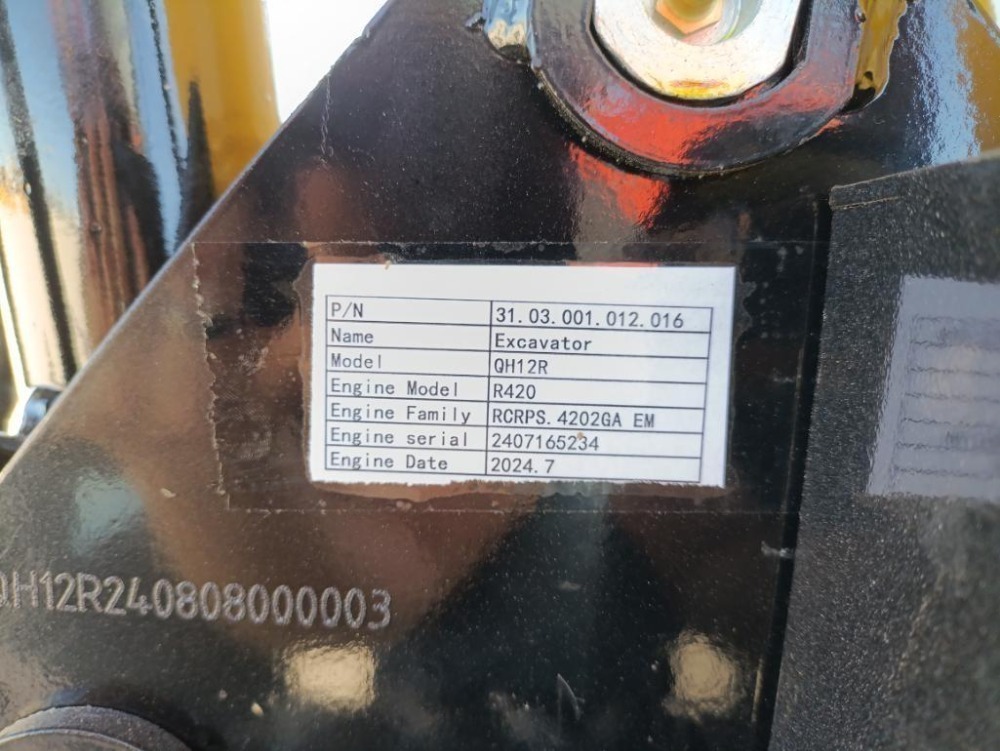 P/N 31.03.001.012.016
Name Excavator
Model QH12R
Engine Model R420
Engine Family RCRPS.4202GA EM
Engine serial 2407165234
Engine Date 2024.7
QH12R240808000003